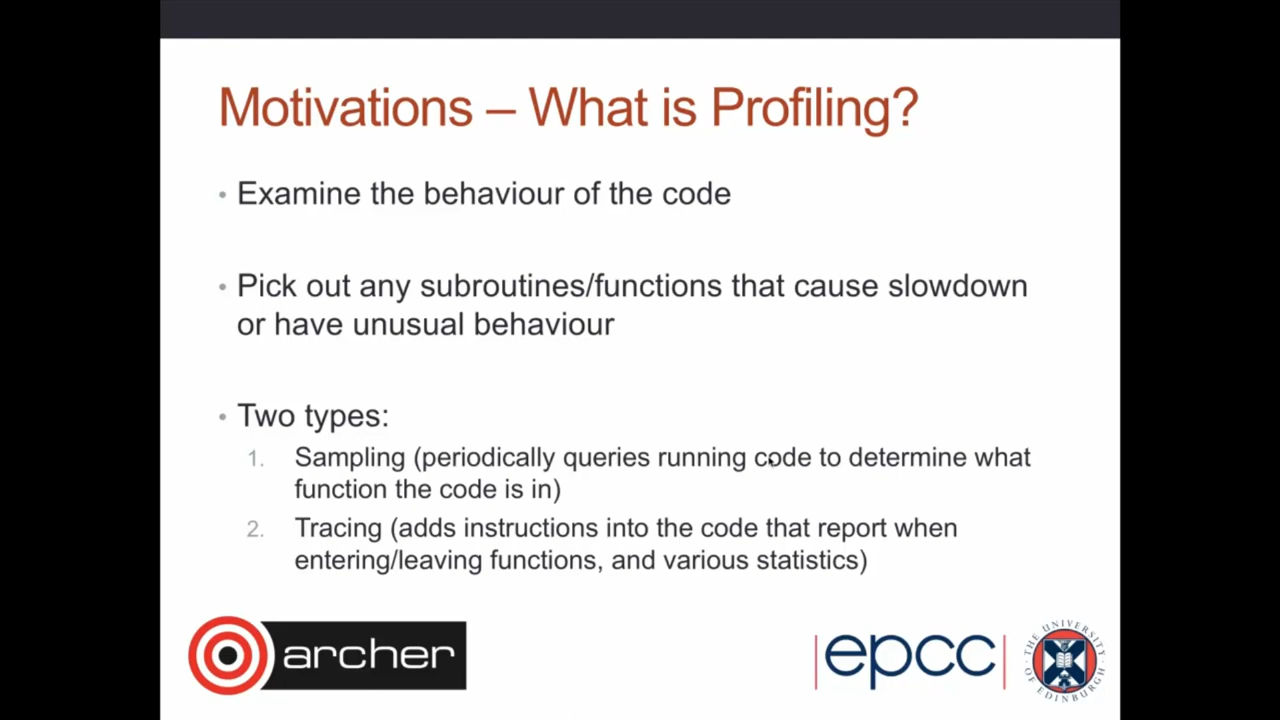 Motivations – What is Profiling?
• Examine the behaviour of the code
• Pick out any subroutines/functions that cause slowdown
or have unusual behaviour
• Two types:
1. Sampling (periodically queries running code to determine what
function the code is in)
2. Tracing (adds instructions into the code that report when
entering/leaving functions, and various statistics)
archer
|epcc|
THE UNIVERSITY
OF EDINBURGH